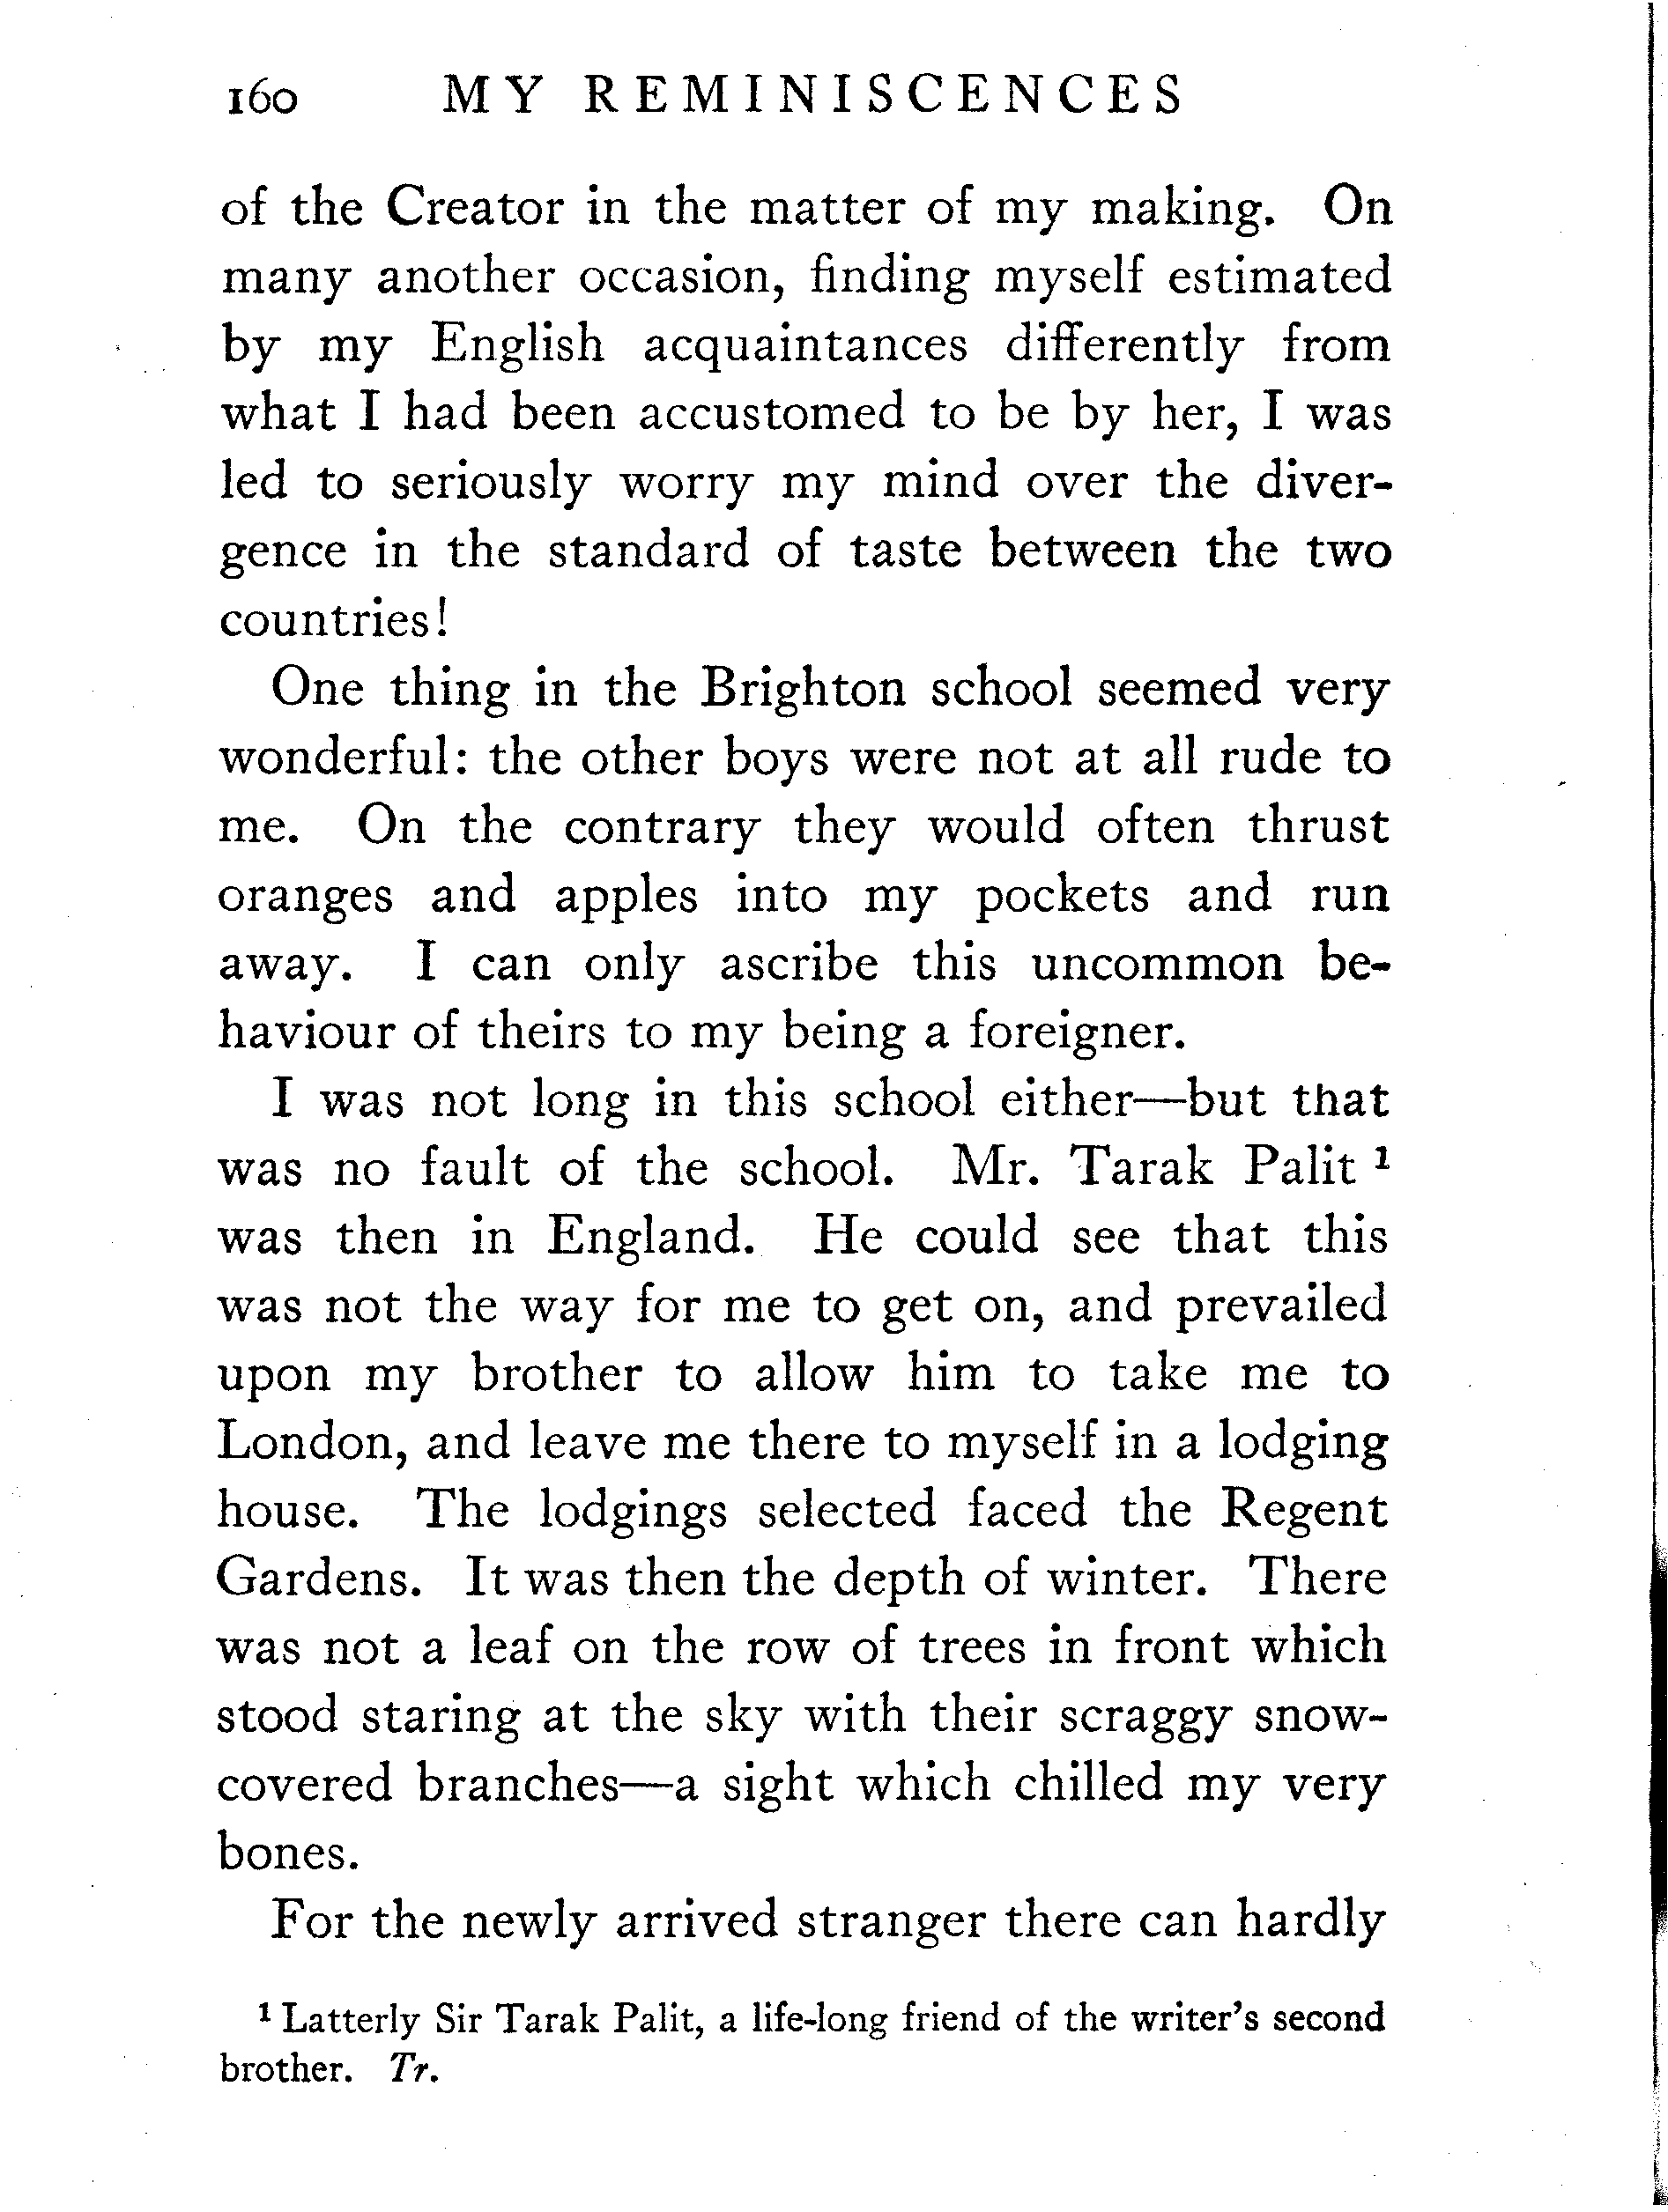 160 MY REMINISCENCES
of the Creator in the matter of my making. On
many another occasion, finding myself estimated
by my English acquaintances differently from
what I had been accustomed to be by her, I was
led to seriously worry my mind over the diver-
gence in the standard of taste between the two
countries!
One thing in the Brighton school seemed very
wonderful: the other boys were not at all rude to
me. On the contrary they would often thrust
oranges and apples into my pockets and run
away. I can only ascribe this uncommon be-
haviour of theirs to my being a foreigner.
I was not long in this school either—but that
was no fault of the school. Mr. Tarak Palit ¹
was then in England. He could see that this
was not the way for me to get on, and prevailed
upon my brother to allow him to take me to
London, and leave me there to myself in a lodging
house. The lodgings selected faced the Regent
Gardens. It was then the depth of winter. There
was not a leaf on the row of trees in front which
stood staring at the sky with their scraggy snow-
covered branches—a sight which chilled my very
bones.
For the newly arrived stranger there can hardly
¹ Latterly Sir Tarak Palit, a life-long friend of the writer's second
brother. Tr.